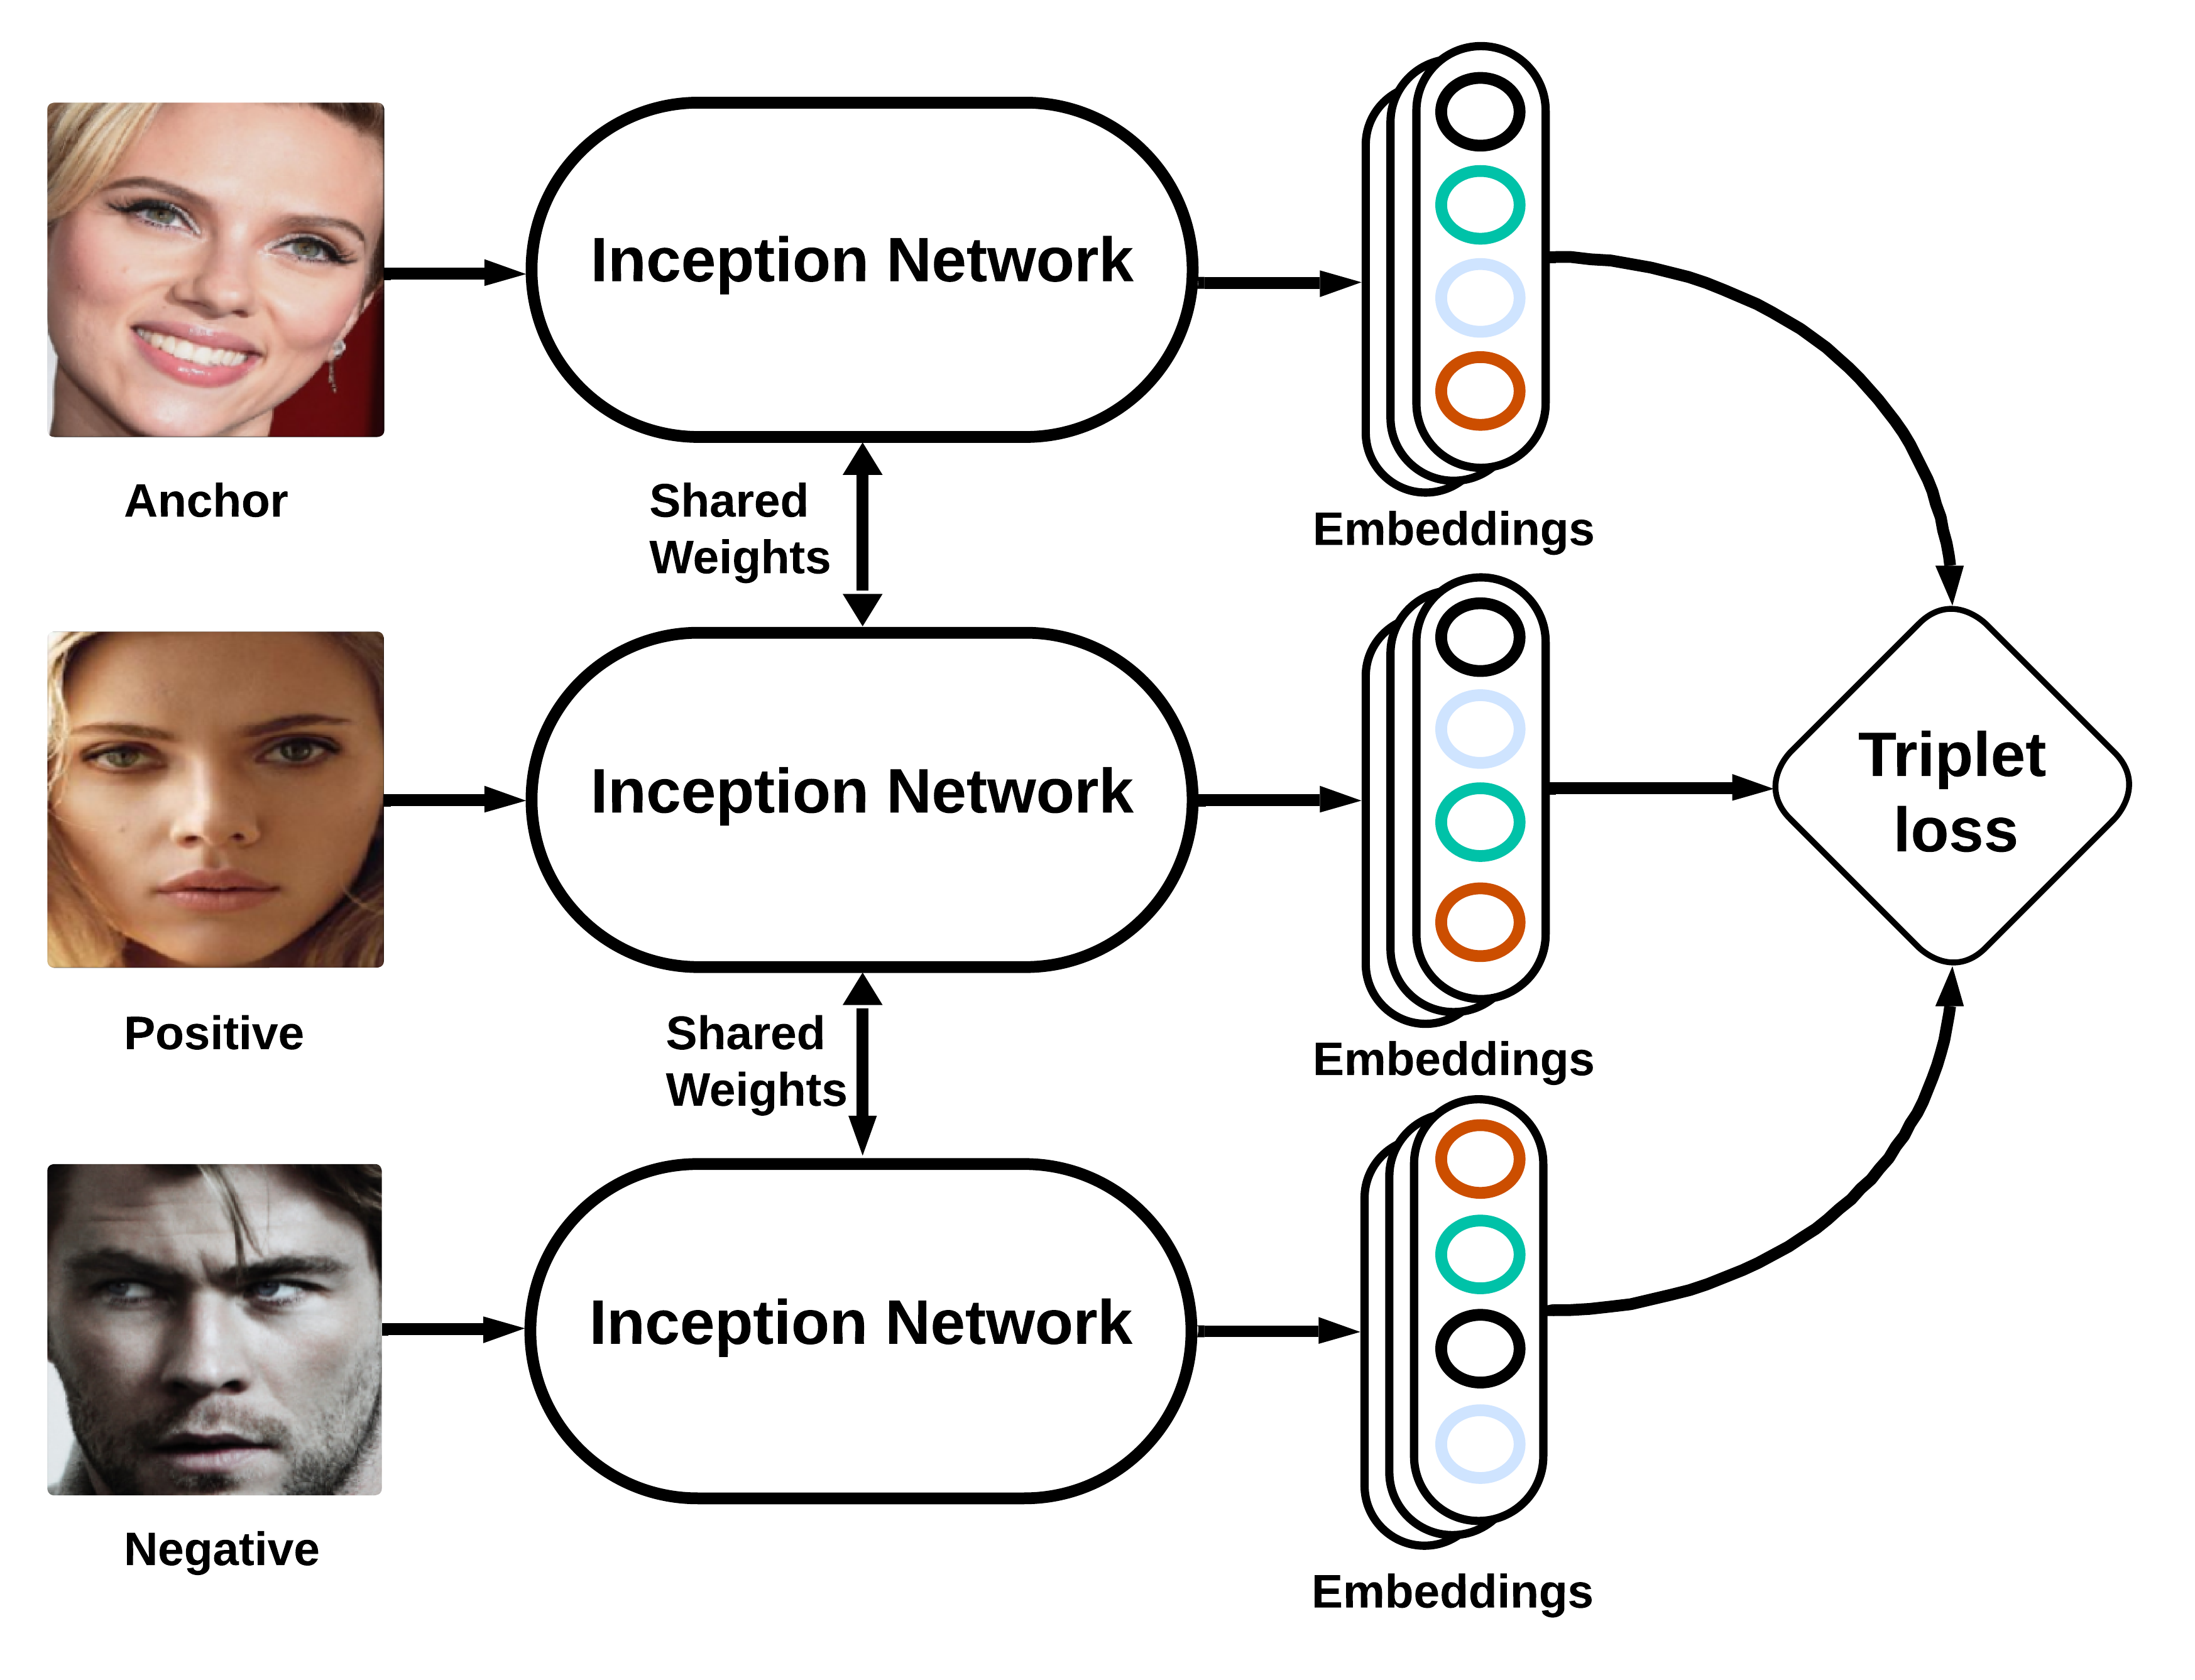 Inception Network
Anchor
Shared
Weights
Embeddings
Inception Network
Triplet
loss
Positive
Shared
Weights
Embeddings
Inception Network
Negative
Embeddings